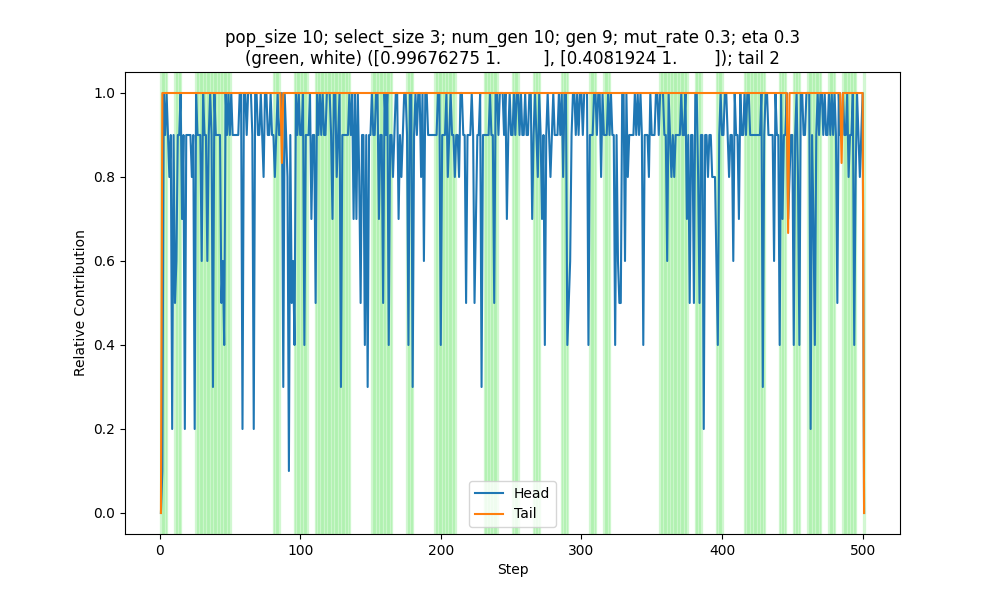 pop_size 10; select_size 3; num_gen 10; gen 9; mut_rate 0.3; eta 0.3
(green, white) ([0.99676275 1.        ], [0.4081924 1.        ]); tail 2
Relative Contribution
1.0
0.8
0.6
0.4
0.2
0.0
Head
Tail
0
100
200
300
400
500
Step